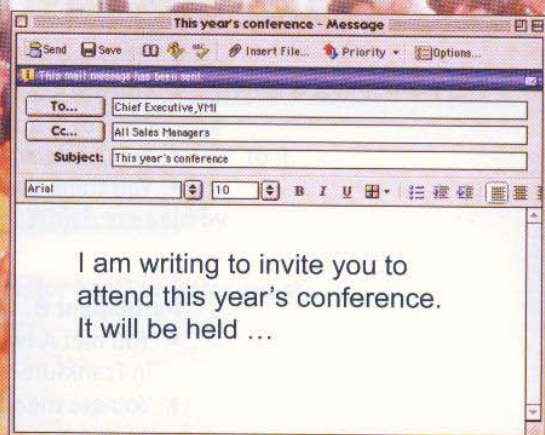 This year's conference - Message
Send Save Insert File... Priority Options...
This mail message has been sent.
To... Chief Executive, VMI
Cc... All Sales Managers
Subject: This year's conference
Arial 10 B I U
I am writing to invite you to
attend this year's conference.
It will be held ...